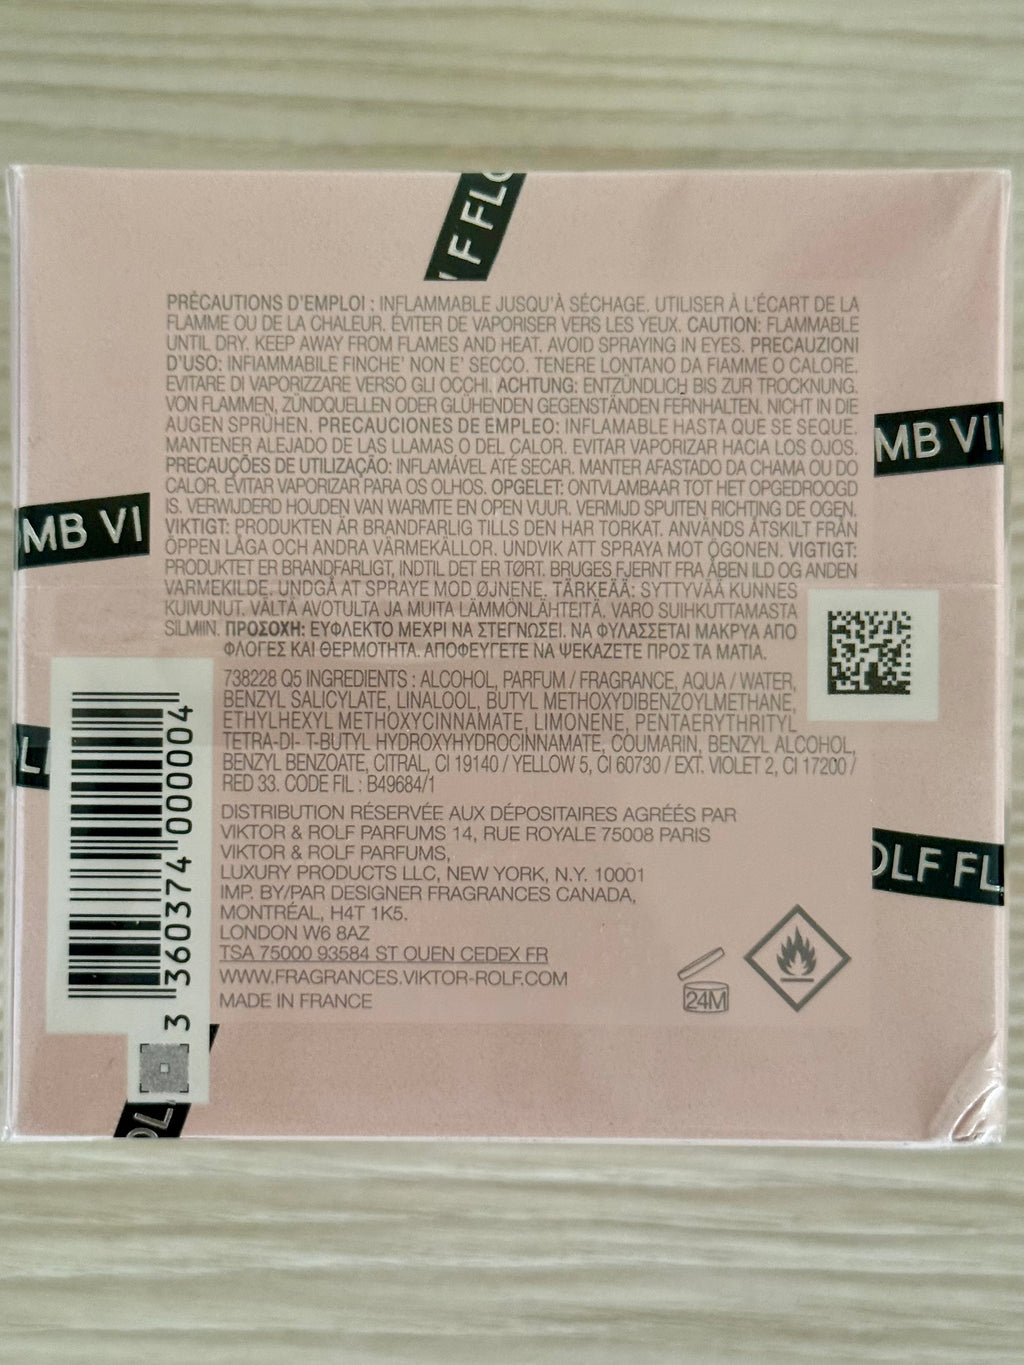 F FLO
PRÉCAUTIONS D'EMPLOI : INFLAMMABLE JUSQU'À SÉCHAGE. UTILISER À L'ÉCART DE LA
FLAMME OU DE LA CHALEUR. ÉVITER DE VAPORISER VERS LES YEUX. CAUTION: FLAMMABLE
UNTIL DRY. KEEP AWAY FROM FLAMES AND HEAT. AVOID SPRAYING IN EYES. PRECAUZIONI
D'USO: INFIAMMABILE FINCHE' NON E' SECCO. TENERE LONTANO DA FIAMME O CALORE.
EVITARE DI VAPORIZZARE VERSO GLI OCCHI. ACHTUNG: ENTZÜNDLICH BIS ZUR TROCKNUNG.
VON FLAMMEN, ZÜNDQUELLEN ODER GLÜHENDEN GEGENSTÄNDEN FERNHALTEN. NICHT IN DIE
AUGEN SPRÜHEN. PRECAUCIONES DE EMPLEO: INFLAMABLE HASTA QUE SE SEQUE.
MANTENER ALEJADO DE LAS LLAMAS O DEL CALOR. EVITAR VAPORIZAR HACIA LOS OJOS.
PRECAUÇÕES DE UTILIZAÇÃO: INFLAMÁVEL ATÉ SECAR. MANTER AFASTADO DA CHAMA OU DO
CALOR. EVITAR VAPORIZAR PARA OS OLHOS. OPGELET: ONTVLAMBAAR TOT HET OPGEDROOGD
IS. VERWIJDERD HOUDEN VAN WARMTE EN OPEN VUUR. VERMIJD SPUITEN RICHTING DE OGEN.
VIKTIGT: PRODUKTEN ÄR BRANDFARLIG TILLS DEN HAR TORKAT. ANVÄNDS ÅTSKILT FRÅN
ÖPPEN LÅGA OCH ANDRA VÄRMEKÄLLOR. UNDVIK ATT SPRAYA MOT ÖGONEN. VIGTIGT:
PRODUKTET ER BRANDFARLIGT, INDTIL DET ER TØRT. BRUGES FJERNT FRA ÅBEN ILD OG ANDEN
VARMEKILDE. UNDGÅ AT SPRAYE MOD ØJNENE. TÄRKEÄÄ: SYTTYVÄÄ KUNNES
KUIVUNUT. VÄLTÄ AVOTULTA JA MUITA LÄMMÖNLÄHTEITÄ. VARO SUIHKUTTAMASTA
SILMIIN. ΠΡΟΣΟΧΗ: ΕΥΦΛΕΚΤΟ ΜΕΧΡΙ ΝΑ ΣΤΕΓΝΩΣΕΙ. ΝΑ ΦΥΛΑΣΣΕΤΑΙ ΜΑΚΡΥΑ ΑΠΟ
ΦΛΟΓΕΣ ΚΑΙ ΘΕΡΜΟΤΗΤΑ. ΑΠΟΦΕΥΓΕΤΕ ΝΑ ΨΕΚΑΖΕΤΕ ΠΡΟΣ ΤΑ ΜΑΤΙΑ.
MB VI
MB VI
738228 Q5 INGREDIENTS : ALCOHOL, PARFUM / FRAGRANCE, AQUA / WATER,
BENZYL SALICYLATE, LINALOOL, BUTYL METHOXYDIBENZOYLMETHANE,
ETHYLHEXYL METHOXYCINNAMATE, LIMONENE, PENTAERYTHRITYL
TETRA-DI- T-BUTYL HYDROXYHYDROCINNAMATE, COUMARIN, BENZYL ALCOHOL,
BENZYL BENZOATE, CITRAL, CI 19140 / YELLOW 5, CI 60730 / EXT. VIOLET 2, CI 17200 /
RED 33. CODE FIL : B49684/1
DISTRIBUTION RÉSERVÉE AUX DÉPOSITAIRES AGRÉÉS PAR
VIKTOR & ROLF PARFUMS 14, RUE ROYALE 75008 PARIS
VIKTOR & ROLF PARFUMS,
LUXURY PRODUCTS LLC, NEW YORK, N.Y. 10001
IMP. BY/PAR DESIGNER FRAGRANCES CANADA,
MONTRÉAL, H4T 1K5.
LONDON W6 8AZ
TSA 75000 93584 ST OUEN CEDEX FR
WWW.FRAGRANCES.VIKTOR-ROLF.COM
MADE IN FRANCE
24M
OLF FL
3 360374 000004
OL